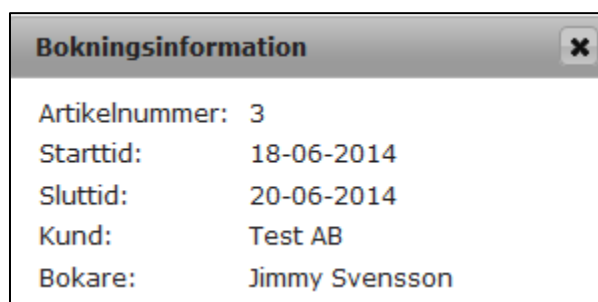 Bokningsinformation
Artikelnummer: 3
Starttid: 18-06-2014
Sluttid: 20-06-2014
Kund: Test AB
Bokare: Jimmy Svensson